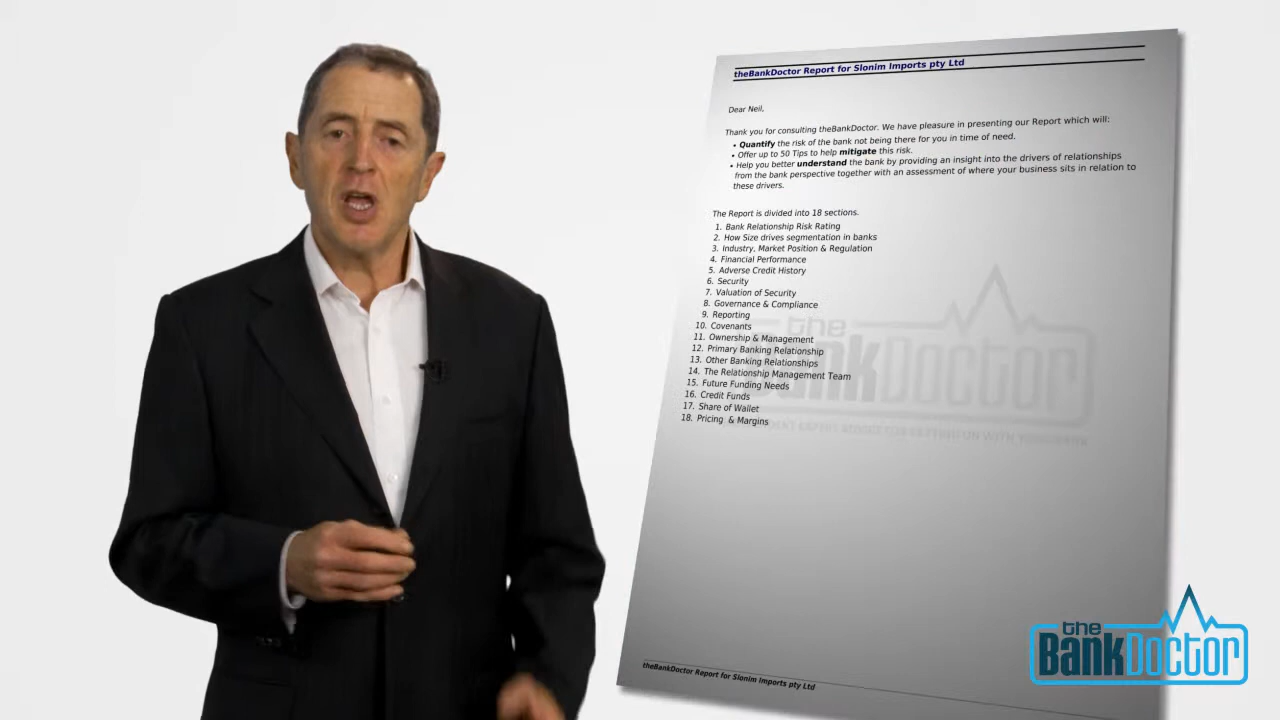 theBankDoctor Report for Slonim Imports pty Ltd
Dear Neil,
Thank you for consulting theBankDoctor. We have pleasure in presenting our Report which will:
• Quantify the risk of the bank not being there for you in time of need.
• Offer up to 50 Tips to help mitigate this risk.
• Help you better understand the bank by providing an insight into the drivers of relationships
from the bank perspective together with an assessment of where your business sits in relation to
these drivers.
The Report is divided into 18 sections.
1. Bank Relationship Risk Rating
2. How Size drives segmentation in banks
3. Industry, Market Position & Regulation
4. Financial Performance
5. Adverse Credit History
6. Security
7. Valuation of Security
8. Governance & Compliance
9. Reporting
10. Covenants
11. Ownership & Management
12. Primary Banking Relationship
13. Other Banking Relationships
14. The Relationship Management Team
15. Future Funding Needs
16. Credit Funds
17. Share of Wallet
18. Pricing & Margins
the
BankDoctor
theBankDoctor Report for Slonim Imports pty Ltd
the
BankDoctor